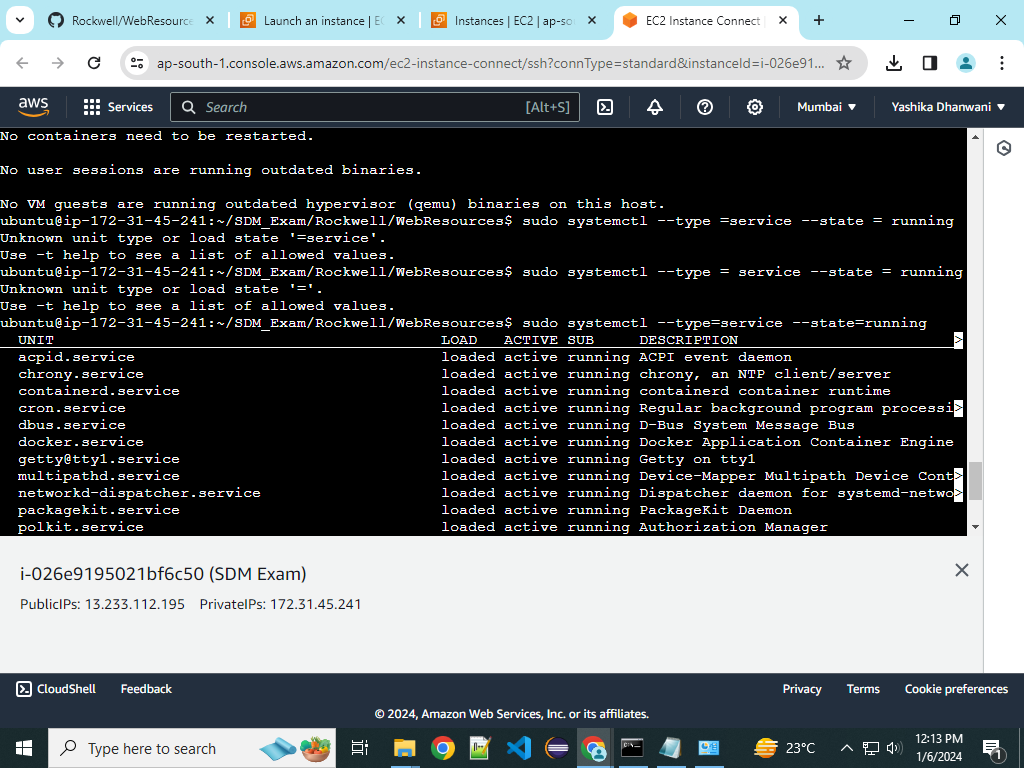 Rockwell/WebResource
Launch an instance | EC
Instances | EC2 | ap-so
EC2 Instance Connect
ap-south-1.console.aws.amazon.com/ec2-instance-connect/ssh?connType=standard&instanceId=i-026e91...
aws
Services
Search
[Alt+S]
Mumbai
Yashika Dhanwani
No containers need to be restarted.
No user sessions are running outdated binaries.
No VM guests are running outdated hypervisor (qemu) binaries on this host.
ubuntu@ip-172-31-45-241:~/SDM_Exam/Rockwell/WebResources$ sudo systemctl --type =service --state = running
Unknown unit type or load state '=service'.
Use -t help to see a list of allowed values.
ubuntu@ip-172-31-45-241:~/SDM_Exam/Rockwell/WebResources$ sudo systemctl --type = service --state = running
Unknown unit type or load state '='.
Use -t help to see a list of allowed values.
ubuntu@ip-172-31-45-241:~/SDM_Exam/Rockwell/WebResources$ sudo systemctl --type=service --state=running
UNIT LOAD ACTIVE SUB DESCRIPTION >
acpid.service loaded active running ACPI event daemon
chrony.service loaded active running chrony, an NTP client/server
containerd.service loaded active running containerd container runtime
cron.service loaded active running Regular background program processi>
dbus.service loaded active running D-Bus System Message Bus
docker.service loaded active running Docker Application Container Engine
getty@tty1.service loaded active running Getty on tty1
multipathd.service loaded active running Device-Mapper Multipath Device Cont>
networkd-dispatcher.service loaded active running Dispatcher daemon for systemd-netwo>
packagekit.service loaded active running PackageKit Daemon
polkit.service loaded active running Authorization Manager
i-026e9195021bf6c50 (SDM Exam)
PublicIPs: 13.233.112.195 PrivateIPs: 172.31.45.241
CloudShell
Feedback
Privacy
Terms
Cookie preferences
© 2024, Amazon Web Services, Inc. or its affiliates.
Type here to search
23°C
12:13 PM
1/6/2024
1